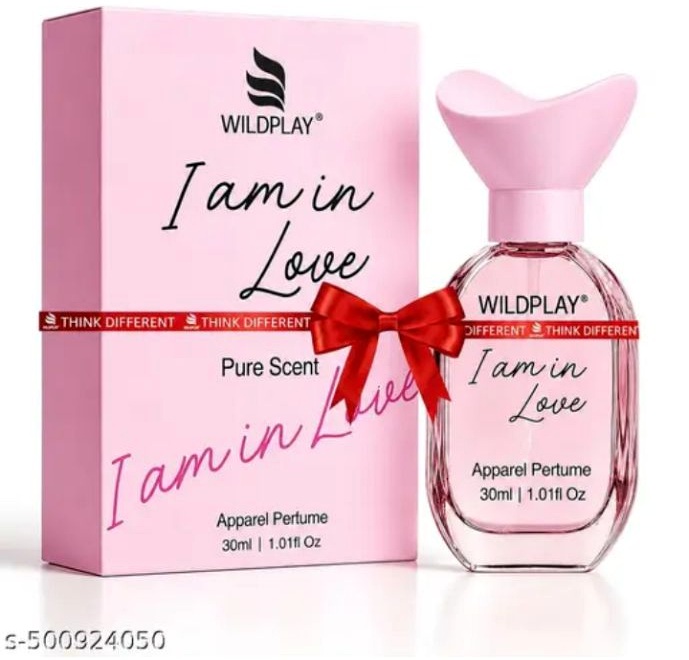 WILDPLAY®
I am in
Love
THINK DIFFERENT THINK DIFFERENT
Pure Scent
I am in Love
Apparel Perfume
30ml | 1.01fl Oz
WILDPLAY®
DIFFERENT THINK DIFFEREN
I am in
Love
Apparel Perfume
30ml | 1.01fl Oz
s-500924050